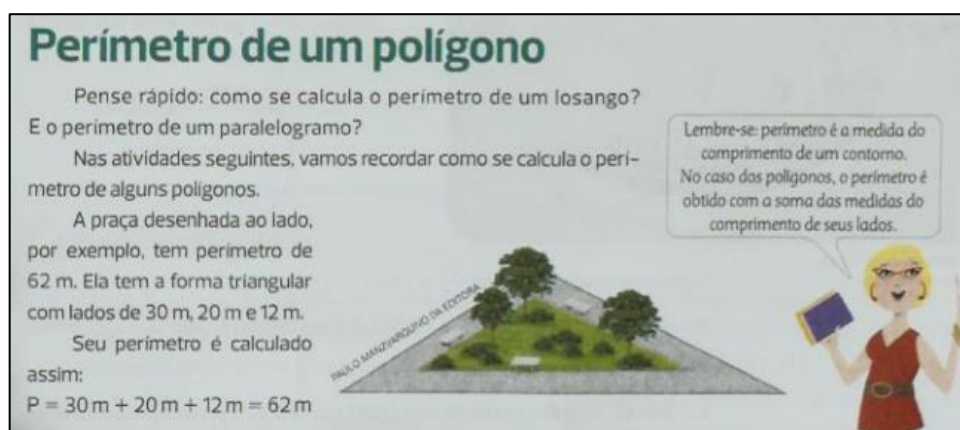 Perímetro de um polígono
Pense rápido: como se calcula o perímetro de um losango?
E o perímetro de um paralelogramo?
Nas atividades seguintes, vamos recordar como se calcula o perí-
metro de alguns polígonos.
A praça desenhada ao lado,
por exemplo, tem perímetro de
62 m. Ela tem a forma triangular
com lados de 30 m, 20 m e 12 m.
Seu perímetro é calculado
assim:
P = 30 m + 20 m + 12 m = 62 m
PAULO MANZI/ARQUIVO DA EDITORA
Lembre-se: perímetro é a medida do
comprimento de um contorno.
No caso dos polígonos, o perímetro é
obtido com a soma das medidas do
comprimento de seus lados.